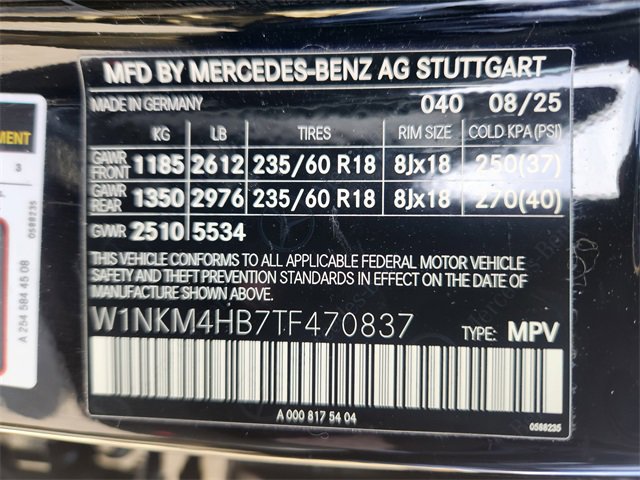 MFD BY MERCEDES-BENZ AG STUTTGART
MADE IN GERMANY 040 08/25
KG LB TIRES RIM SIZE COLD KPA (PSI)
GAWR FRONT 1185 2612 235/60 R18 8Jx18 250(37)
GAWR REAR 1350 2976 235/60 R18 8Jx18 270(40)
GVWR 2510 5534
THIS VEHICLE CONFORMS TO ALL APPLICABLE FEDERAL MOTOR VEHICLE
SAFETY AND THEFT PREVENTION STANDARDS IN EFFECT ON THE DATE OF
MANUFACTURE SHOWN ABOVE.
W1NKM4HB7TF470837 TYPE: MPV
A 000 817 54 04
0588235
3
0588235
A 254 584 45 08